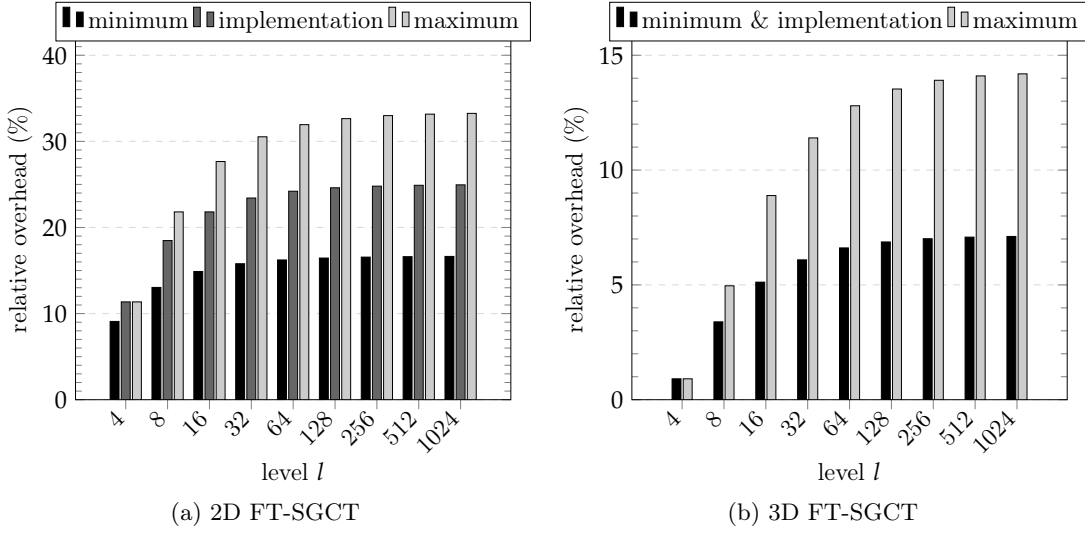 minimum implementation maximum
40
30
20
10
0
relative overhead (%)
4 8 16 32 64 128 256 512 1024
level l
(a) 2D FT-SGCT
minimum & implementation maximum
15
10
5
0
relative overhead (%)
4 8 16 32 64 128 256 512 1024
level l
(b) 3D FT-SGCT